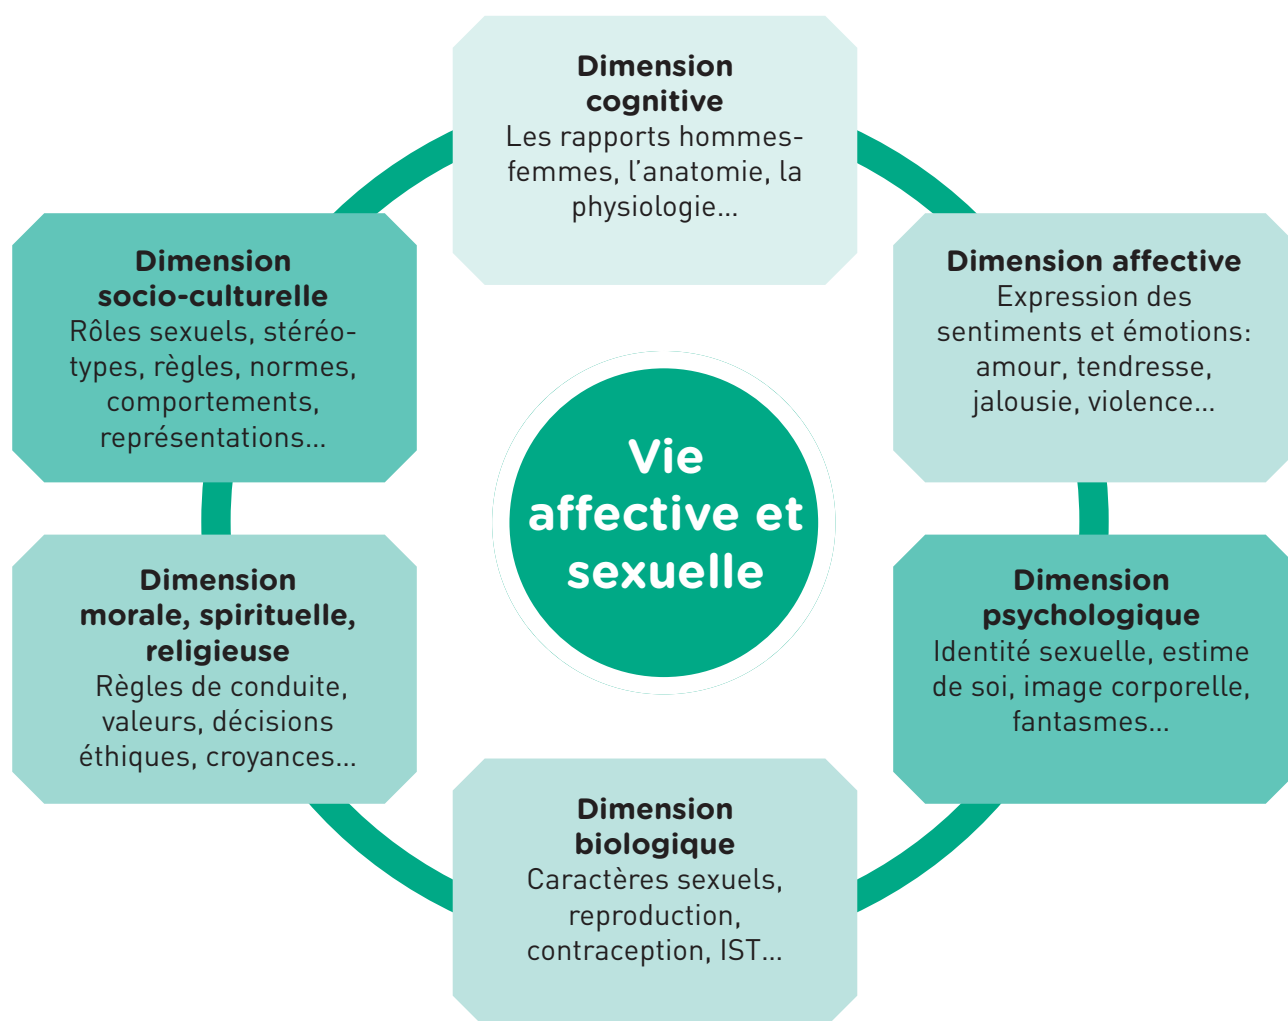 Dimension
cognitive
Les rapports hommes-
femmes, l'anatomie, la
physiologie...
Dimension affective
Expression des
sentiments et émotions:
amour, tendresse,
jalousie, violence...
Dimension
psychologique
Identité sexuelle, estime
de soi, image corporelle,
fantasmes...
Dimension
biologique
Caractères sexuels,
reproduction,
contraception, IST...
Dimension
morale, spirituelle,
religieuse
Règles de conduite,
valeurs, décisions
éthiques, croyances...
Dimension
socio-culturelle
Rôles sexuels, stéréo-
types, règles, normes,
comportements,
représentations...
Vie
affective et
sexuelle